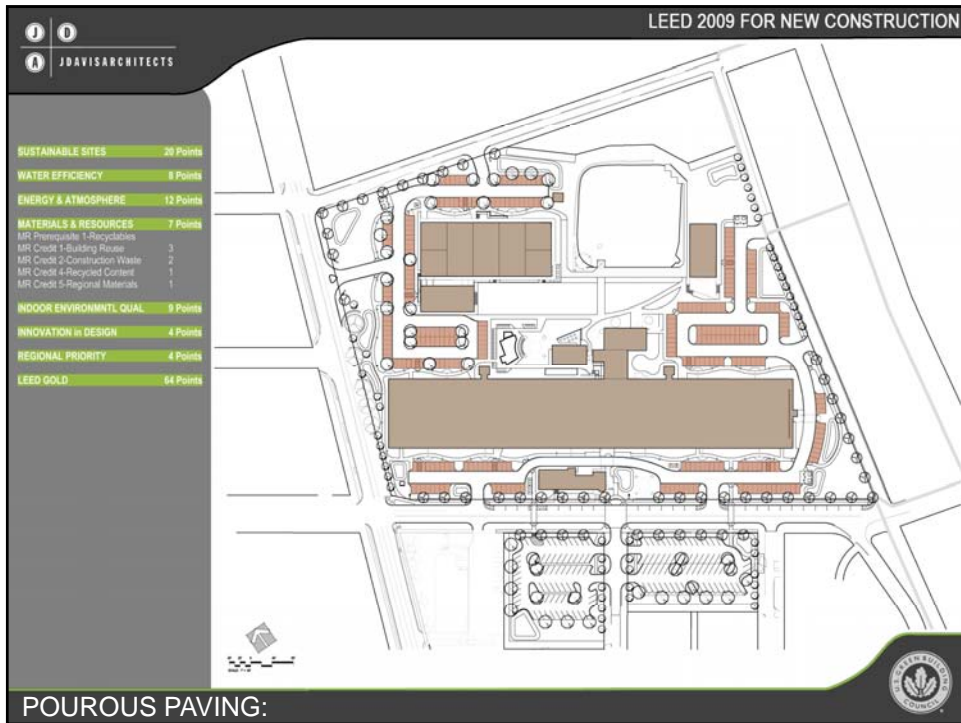 LEED 2009 FOR NEW CONSTRUCTION
J D
A JDAVISARCHITECTS
SUSTAINABLE SITES 20 Points
WATER EFFICIENCY 8 Points
ENERGY & ATMOSPHERE 12 Points
MATERIALS & RESOURCES 7 Points
MR Prerequisite 1-Recyclables
MR Credit 1-Building Reuse 3
MR Credit 2-Construction Waste 2
MR Credit 4-Recycled Content 1
MR Credit 5-Regional Materials 1
INDOOR ENVIRONMNTL QUAL 9 Points
INNOVATION in DESIGN 4 Points
REGIONAL PRIORITY 4 Points
LEED GOLD 64 Points
U.S. GREEN BUILDING COUNCIL
POUROUS PAVING: